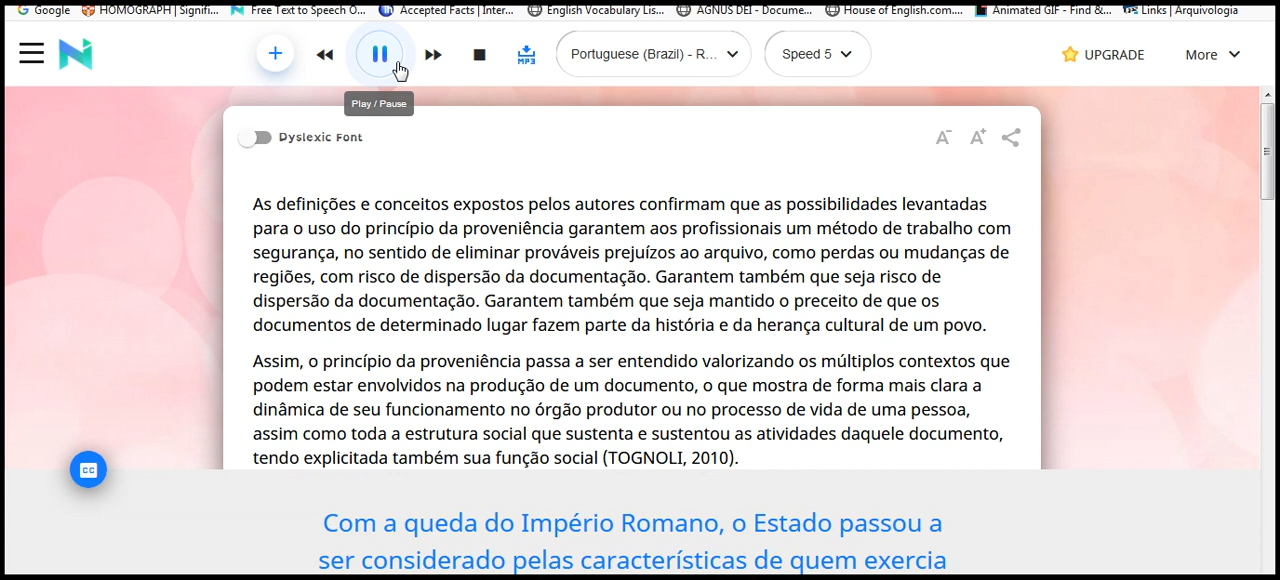 Google HOMOGRAPH | Signifi... Free Text to Speech O... Accepted Facts | Inter... English Vocabulary Lis... AGNUS DEI - Docume... House of English.com.... Animated GIF - Find &... Links | Arquivologia
MP3 Portuguese (Brazil) - R... Speed 5 UPGRADE More
Play / Pause
Dyslexic Font A- A+
As definições e conceitos expostos pelos autores confirmam que as possibilidades levantadas
para o uso do princípio da proveniência garantem aos profissionais um método de trabalho com
segurança, no sentido de eliminar prováveis prejuízos ao arquivo, como perdas ou mudanças de
regiões, com risco de dispersão da documentação. Garantem também que seja risco de
dispersão da documentação. Garantem também que seja mantido o preceito de que os
documentos de determinado lugar fazem parte da história e da herança cultural de um povo.
Assim, o princípio da proveniência passa a ser entendido valorizando os múltiplos contextos que
podem estar envolvidos na produção de um documento, o que mostra de forma mais clara a
dinâmica de seu funcionamento no órgão produtor ou no processo de vida de uma pessoa,
assim como toda a estrutura social que sustenta e sustentou as atividades daquele documento,
tendo explicitada também sua função social (TOGNOLI, 2010).
CC
Com a queda do Império Romano, o Estado passou a
ser considerado pelas características de quem exercia